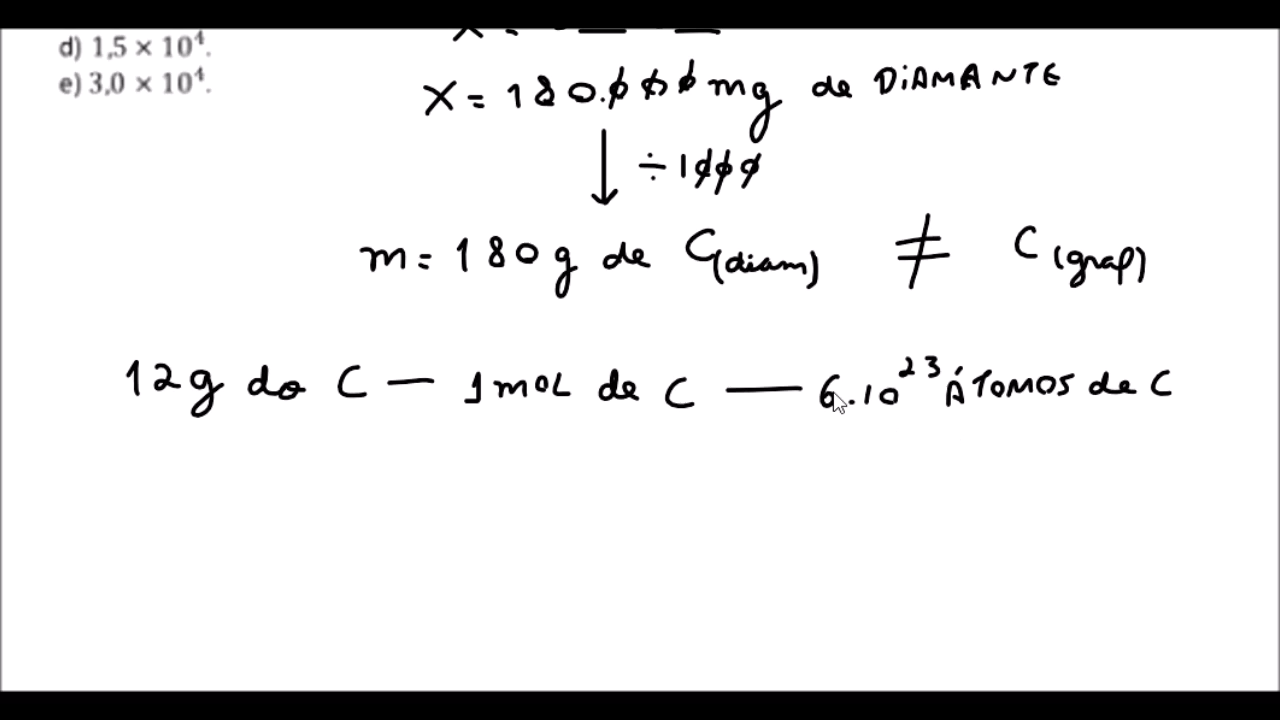 d) 1,5 × 10⁴.
e) 3,0 × 10⁴.
X = 180.000 mg de DiAMANTE
÷1000
m = 180g de C(diam) ≠ C(graf)
12g do C — 1 moL de C — 6.10²³ ÁTOMOS de C